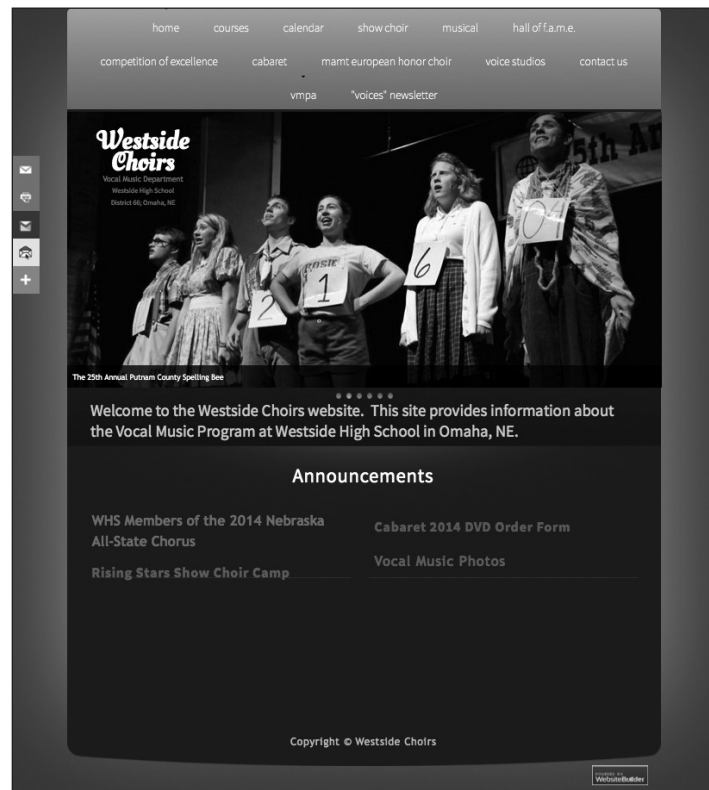 home courses calendar show choir musical hall of f.a.m.e.
competition of excellence cabaret mamt european honor choir voice studios contact us
vmpa "voices" newsletter
Westside
Choirs
Vocal Music Department
Westside High School
District 66; Omaha, NE
5th An
ROSIE
2
1
6
04
The 25th Annual Putnam County Spelling Bee
Welcome to the Westside Choirs website. This site provides information about
the Vocal Music Program at Westside High School in Omaha, NE.
Announcements
WHS Members of the 2014 Nebraska
All-State Chorus
Rising Stars Show Choir Camp
Cabaret 2014 DVD Order Form
Vocal Music Photos
Copyright © Westside Choirs
POWERED BY
WebsiteBuilder